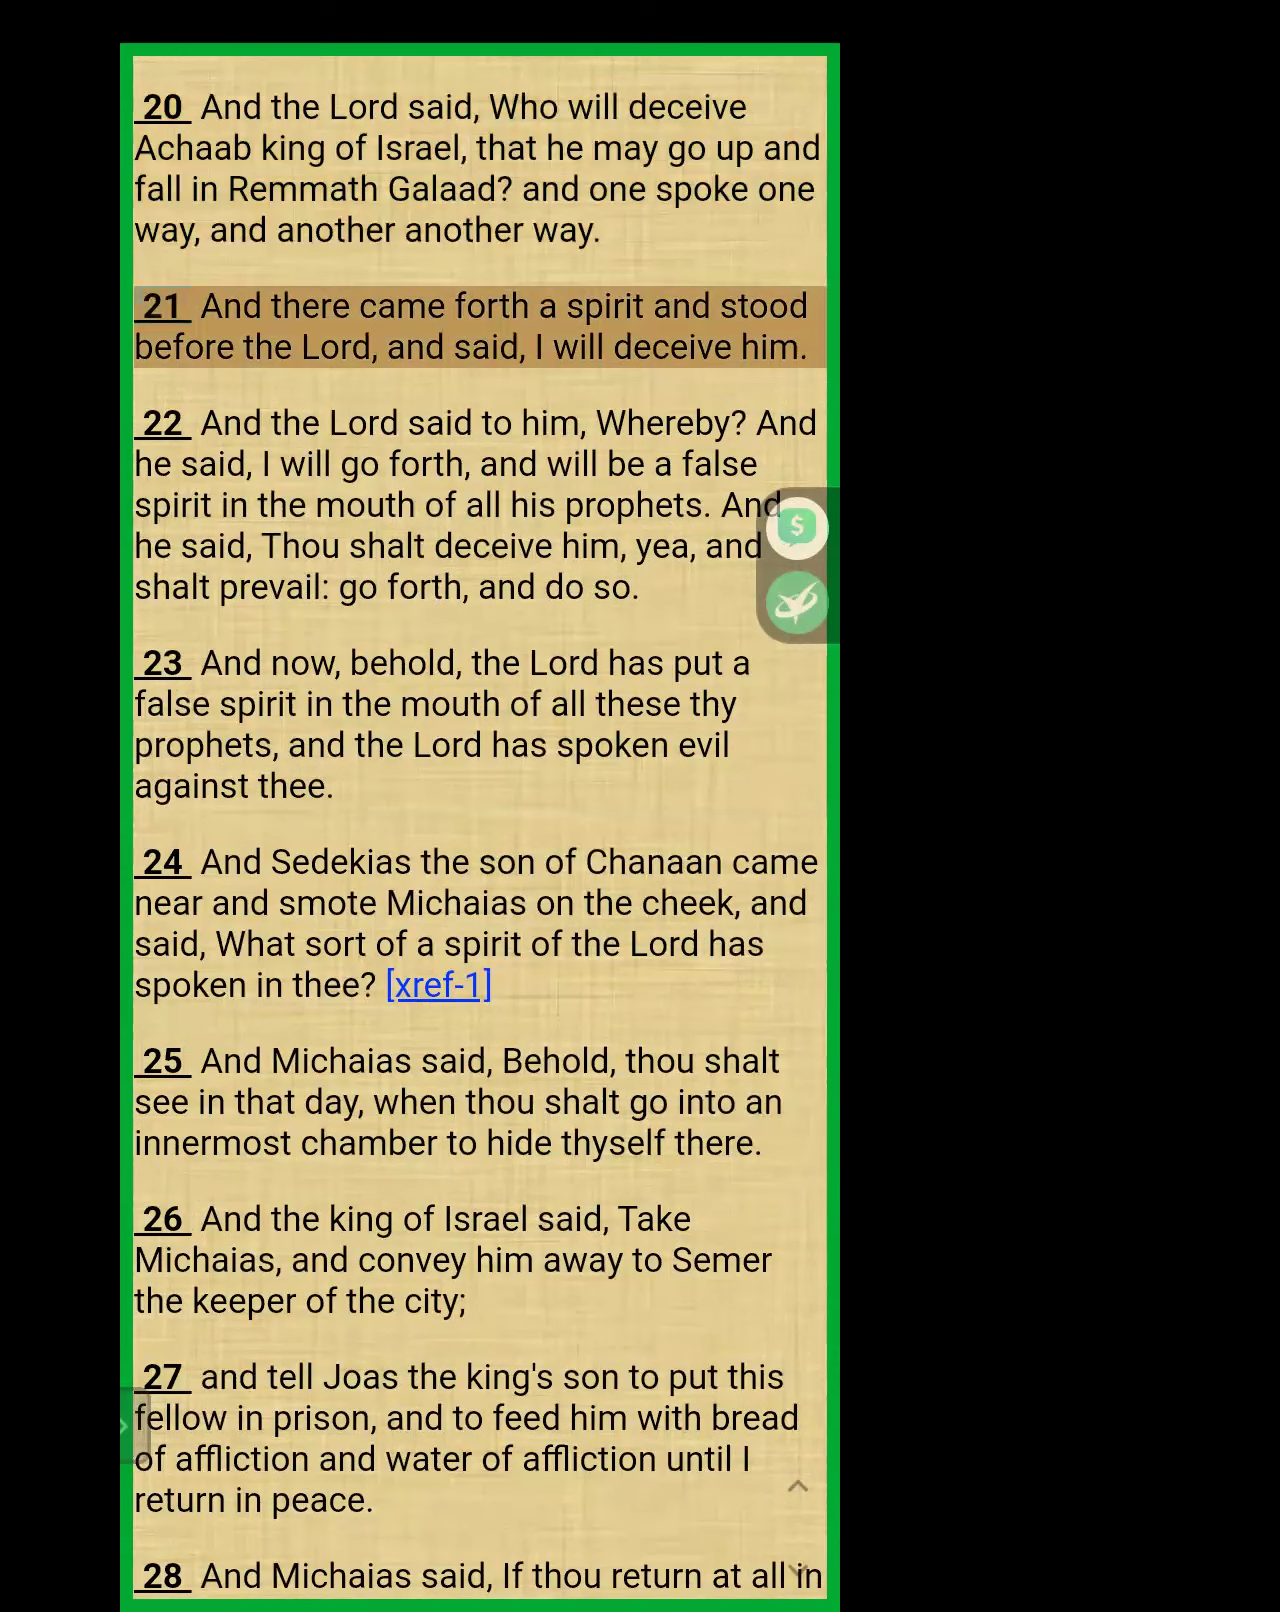 20 And the Lord said, Who will deceive
Achaab king of Israel, that he may go up and
fall in Remmath Galaad? and one spoke one
way, and another another way.
21 And there came forth a spirit and stood
before the Lord, and said, I will deceive him.
22 And the Lord said to him, Whereby? And
he said, I will go forth, and will be a false
spirit in the mouth of all his prophets. And
he said, Thou shalt deceive him, yea, and
shalt prevail: go forth, and do so.
23 And now, behold, the Lord has put a
false spirit in the mouth of all these thy
prophets, and the Lord has spoken evil
against thee.
24 And Sedekias the son of Chanaan came
near and smote Michaias on the cheek, and
said, What sort of a spirit of the Lord has
spoken in thee? [xref-1]
25 And Michaias said, Behold, thou shalt
see in that day, when thou shalt go into an
innermost chamber to hide thyself there.
26 And the king of Israel said, Take
Michaias, and convey him away to Semer
the keeper of the city;
27 and tell Joas the king's son to put this
fellow in prison, and to feed him with bread
of affliction and water of affliction until I
return in peace.
28 And Michaias said, If thou return at all in